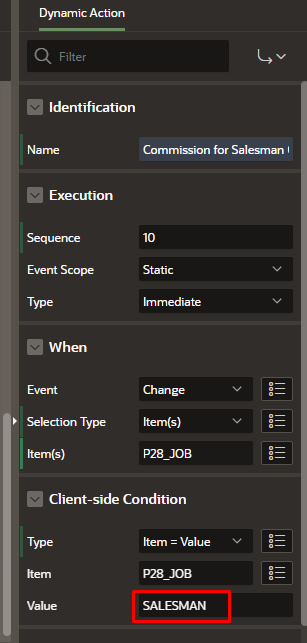 Dynamic Action
Filter
Identification
Name Commission for Salesman
Execution
Sequence 10
Event Scope Static
Type Immediate
When
Event Change
Selection Type Item(s)
Item(s) P28_JOB
Client-side Condition
Type Item = Value
Item P28_JOB
Value SALESMAN